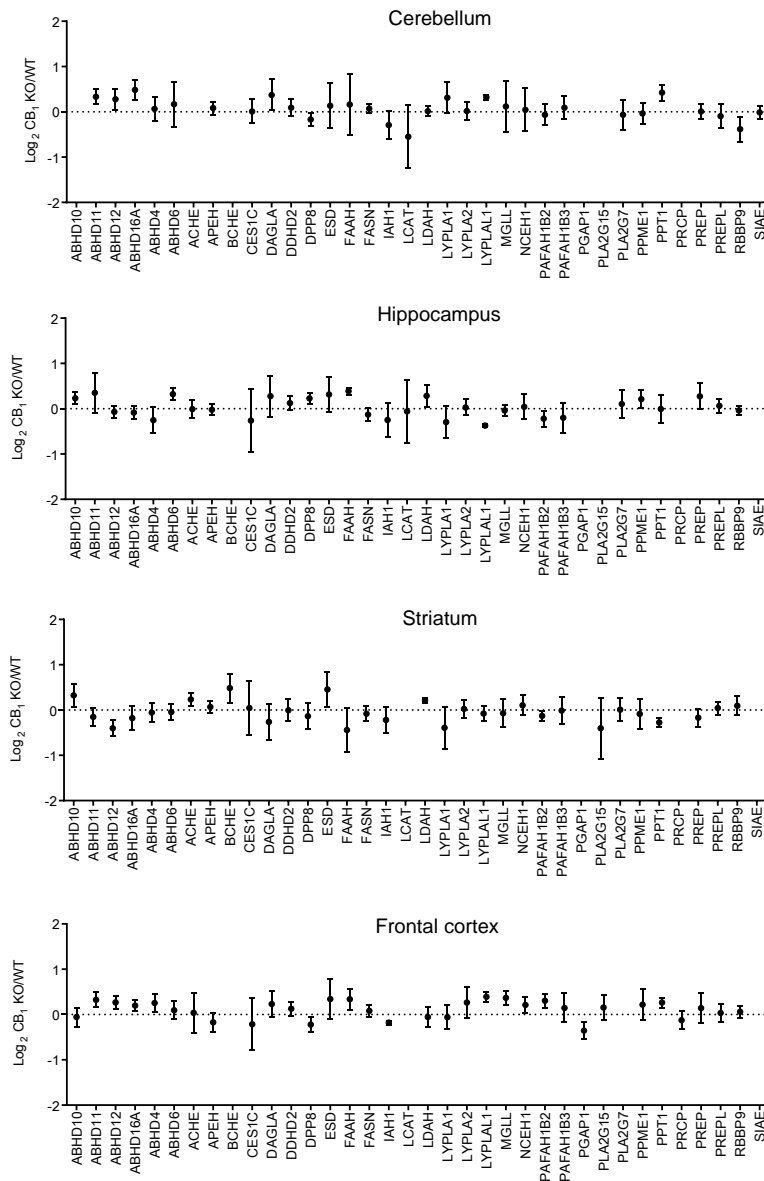 Cerebellum
Log2 CB1 KO/WT
2
1
0
-1
-2
ABHD10 ABHD11 ABHD12 ABHD16A ABHD4 ABHD6 ACHE APEH BCHE CES1C DAGLA DDHD2 DPP8 ESD FAAH FASN IAH1 LCAT LDAH LYPLA1 LYPLA2 LYPLAL1 MGLL NCEH1 PAFAH1B2 PAFAH1B3 PGAP1 PLA2G15 PLA2G7 PPME1 PPT1 PRCP PREP PREPL RBBP9 SIAE
Hippocampus
Log2 CB1 KO/WT
2
1
0
-1
-2
ABHD10 ABHD11 ABHD12 ABHD16A ABHD4 ABHD6 ACHE APEH BCHE CES1C DAGLA DDHD2 DPP8 ESD FAAH FASN IAH1 LCAT LDAH LYPLA1 LYPLA2 LYPLAL1 MGLL NCEH1 PAFAH1B2 PAFAH1B3 PGAP1 PLA2G15 PLA2G7 PPME1 PPT1 PRCP PREP PREPL RBBP9 SIAE
Striatum
Log2 CB1 KO/WT
2
1
0
-1
-2
ABHD10 ABHD11 ABHD12 ABHD16A ABHD4 ABHD6 ACHE APEH BCHE CES1C DAGLA DDHD2 DPP8 ESD FAAH FASN IAH1 LCAT LDAH LYPLA1 LYPLA2 LYPLAL1 MGLL NCEH1 PAFAH1B2 PAFAH1B3 PGAP1 PLA2G15 PLA2G7 PPME1 PPT1 PRCP PREP PREPL RBBP9 SIAE
Frontal cortex
Log2 CB1 KO/WT
2
1
0
-1
-2
ABHD10 ABHD11 ABHD12 ABHD16A ABHD4 ABHD6 ACHE APEH BCHE CES1C DAGLA DDHD2 DPP8 ESD FAAH FASN IAH1 LCAT LDAH LYPLA1 LYPLA2 LYPLAL1 MGLL NCEH1 PAFAH1B2 PAFAH1B3 PGAP1 PLA2G15 PLA2G7 PPME1 PPT1 PRCP PREP PREPL RBBP9 SIAE